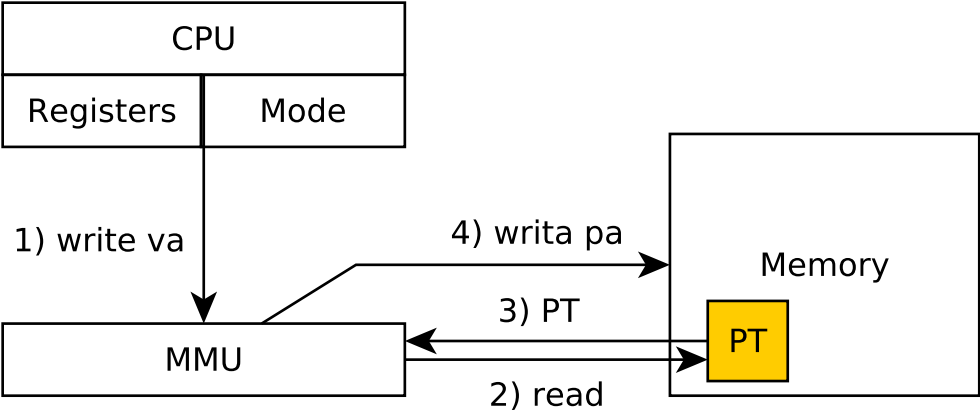 CPU
Registers
Mode
1) write va
4) writa pa
Memory
3) PT
PT
MMU
2) read